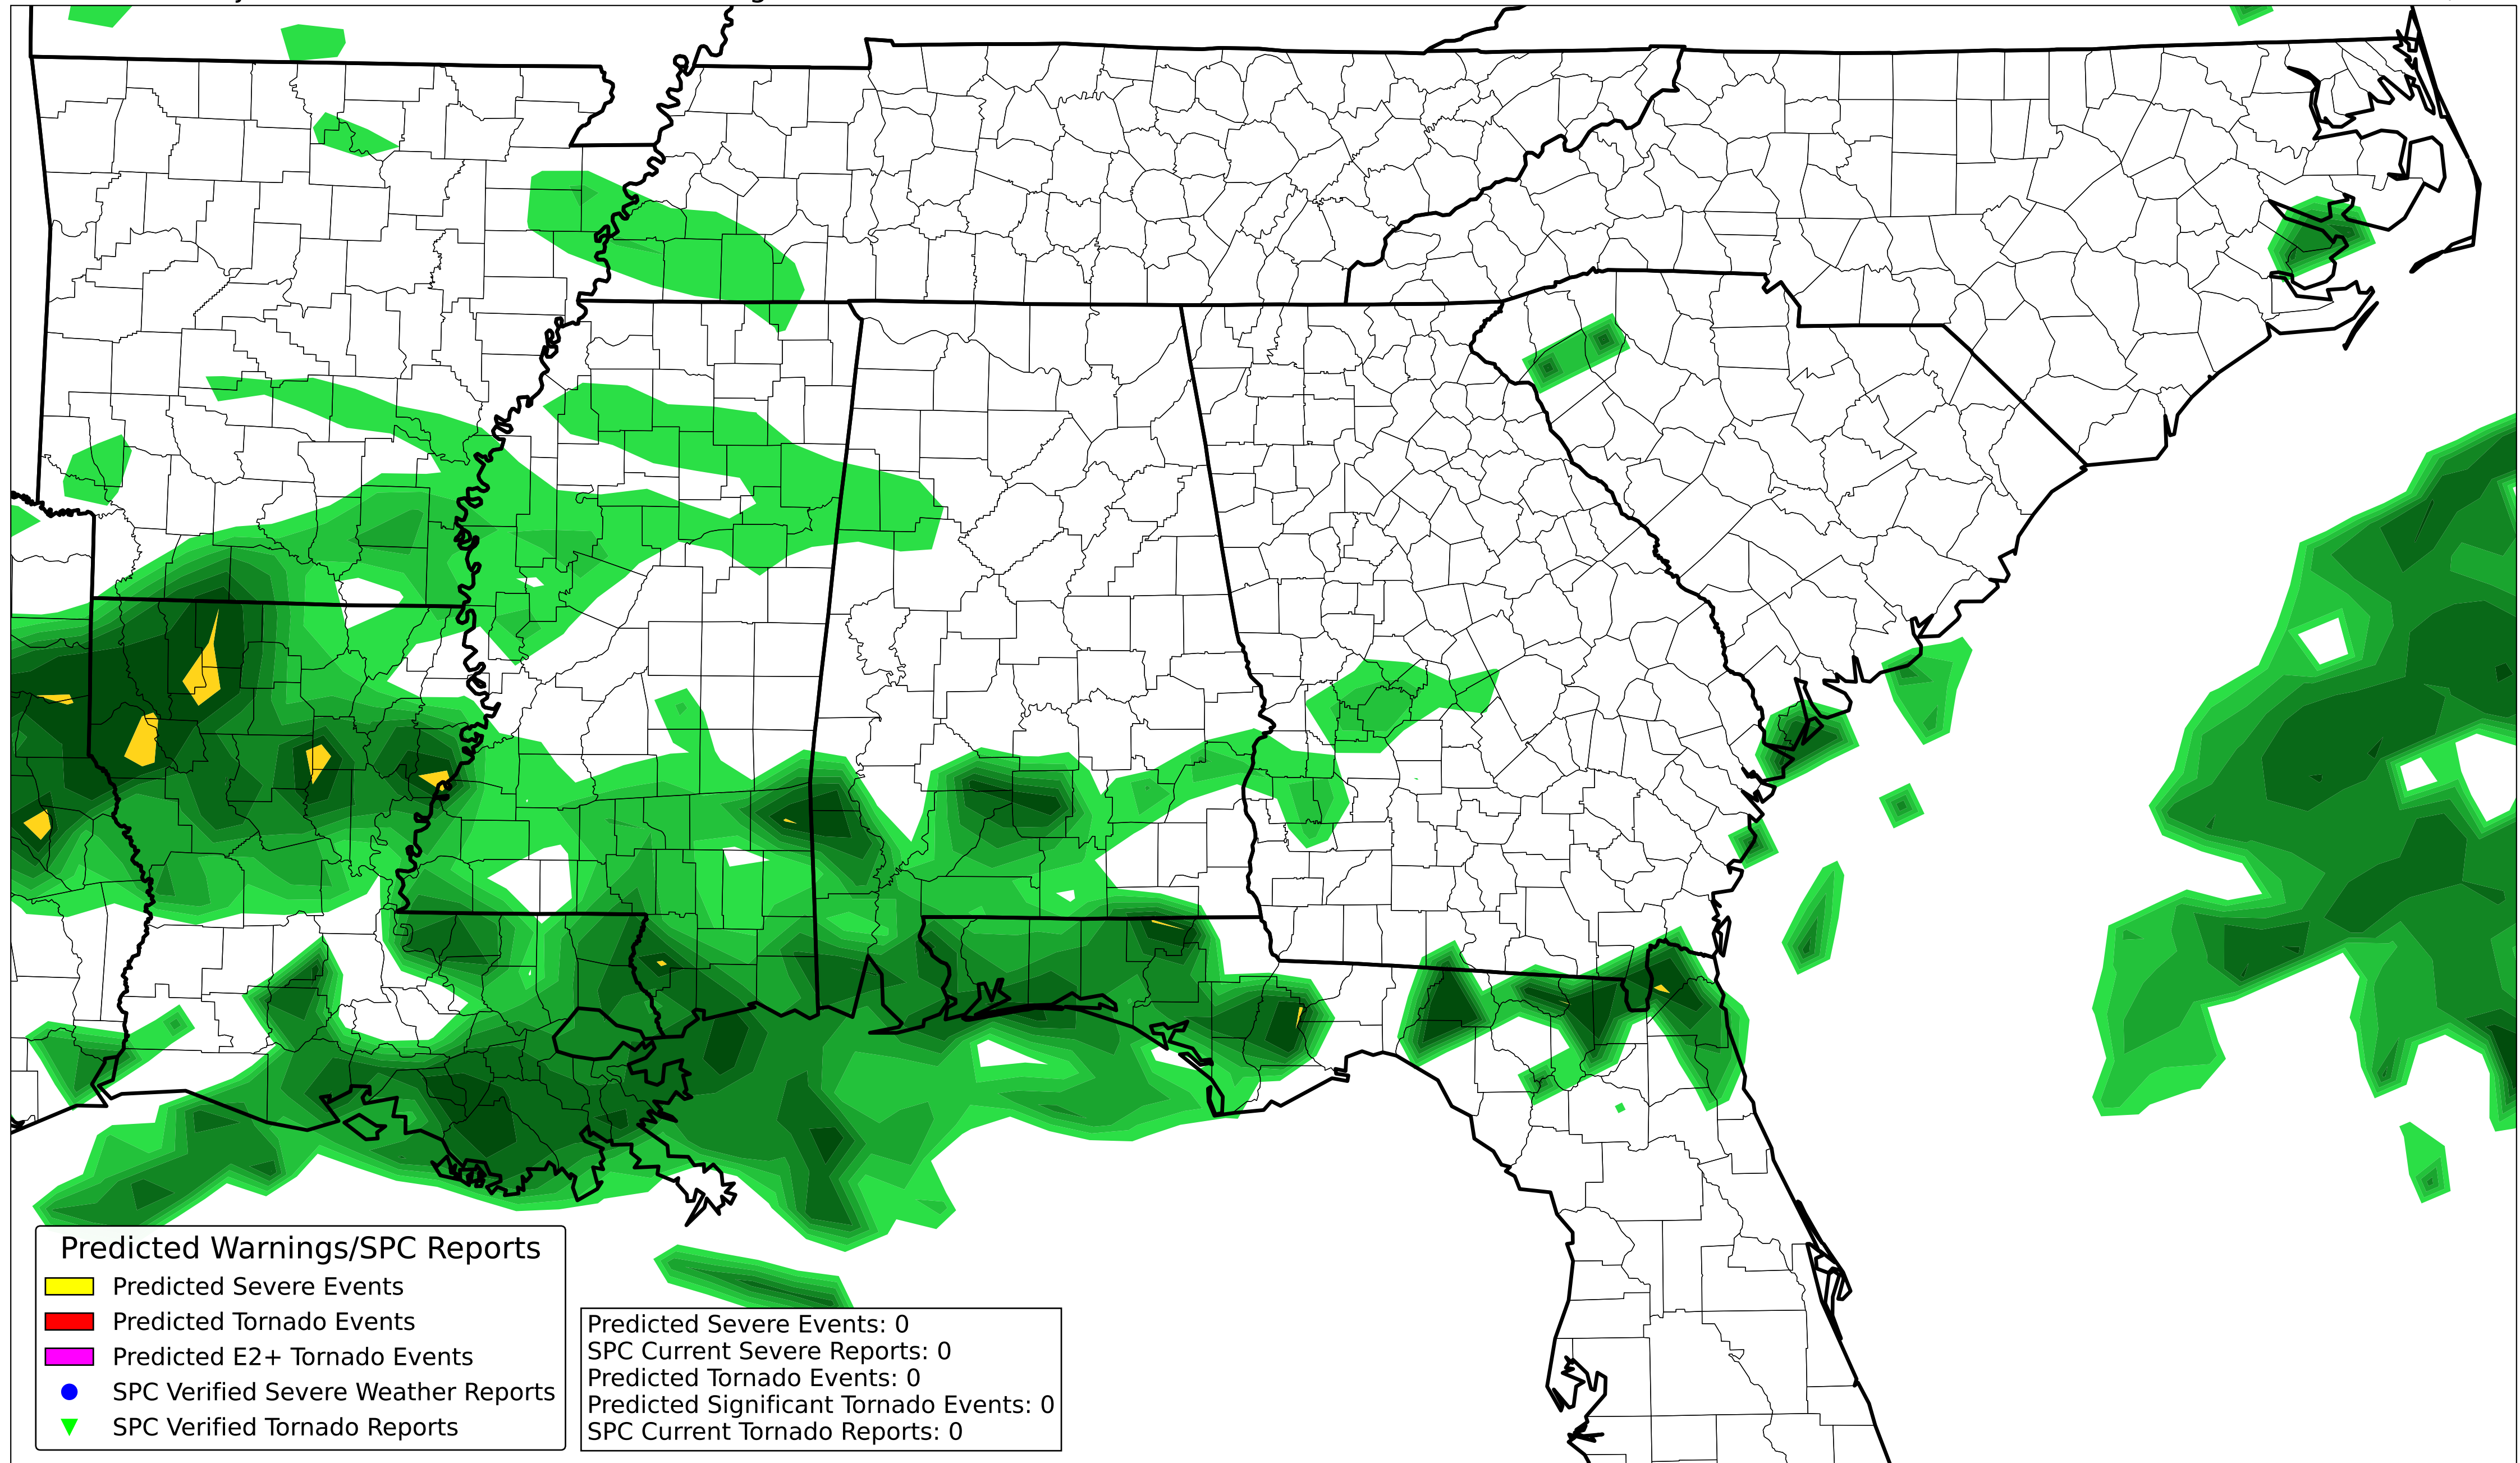 Predicted Warnings/SPC Reports
Predicted Severe Events
Predicted Tornado Events
Predicted E2+ Tornado Events
SPC Verified Severe Weather Reports
SPC Verified Tornado Reports
Predicted Severe Events: 0
SPC Current Severe Reports: 0
Predicted Tornado Events: 0
Predicted Significant Tornado Events: 0
SPC Current Tornado Reports: 0